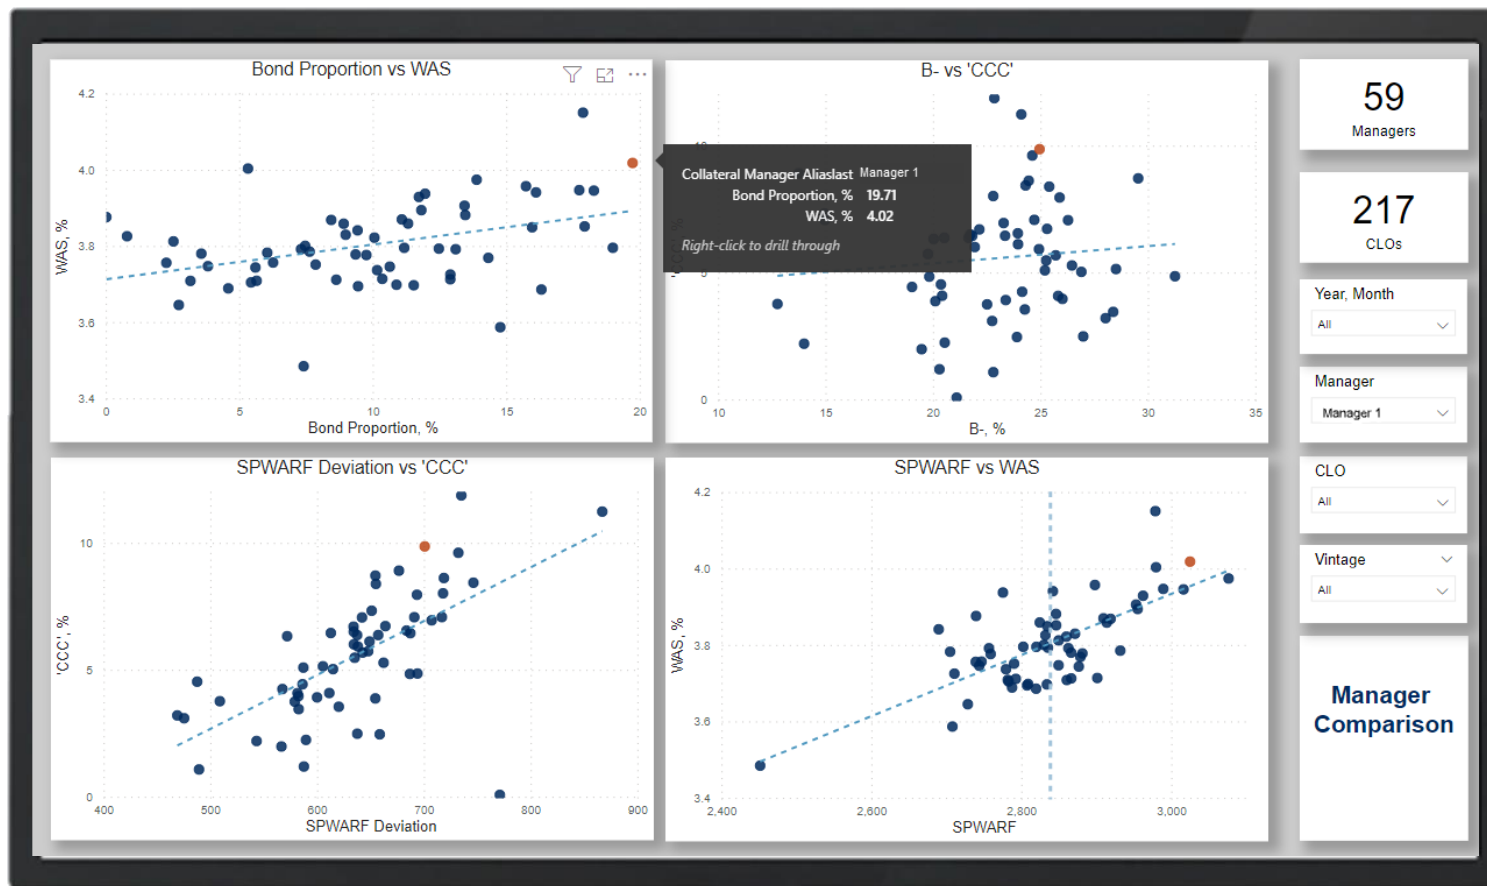 Bond Proportion vs WAS
4.2
4.0
3.8
3.6
3.4
WAS, %
0 5 10 15 20
Bond Proportion, %
B- vs 'CCC'
0
10 15 20 25 30 35
B-, %
Collateral Manager Aliaslast Manager 1
Bond Proportion, % 19.71
WAS, % 4.02
Right-click to drill through
SPWARF Deviation vs 'CCC'
10
5
0
'CCC', %
400 500 600 700 800 900
SPWARF Deviation
SPWARF vs WAS
4.2
4.0
3.8
3.6
3.4
WAS, %
2,400 2,600 2,800 3,000
SPWARF
59
Managers
217
CLOs
Year, Month
All
Manager
Manager 1
CLO
All
Vintage
All
Manager
Comparison